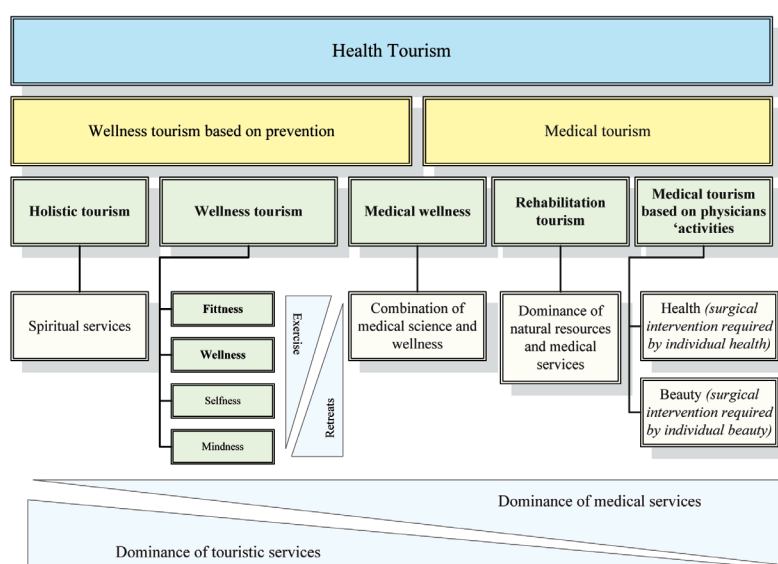 Health Tourism
Wellness tourism based on prevention
Medical tourism
Holistic tourism
Wellness tourism
Medical wellness
Rehabilitation
tourism
Medical tourism
based on physicians
‘activities
Spiritual services
Fittness
Wellness
Selfness
Mindness
Exercise
Retreats
Combination of
medical science and
wellness
Dominance of
natural resources
and medical
services
Health (surgical
intervention required
by individual health)
Beauty (surgical
intervention required
by individual beauty)
Dominance of medical services
Dominance of touristic services